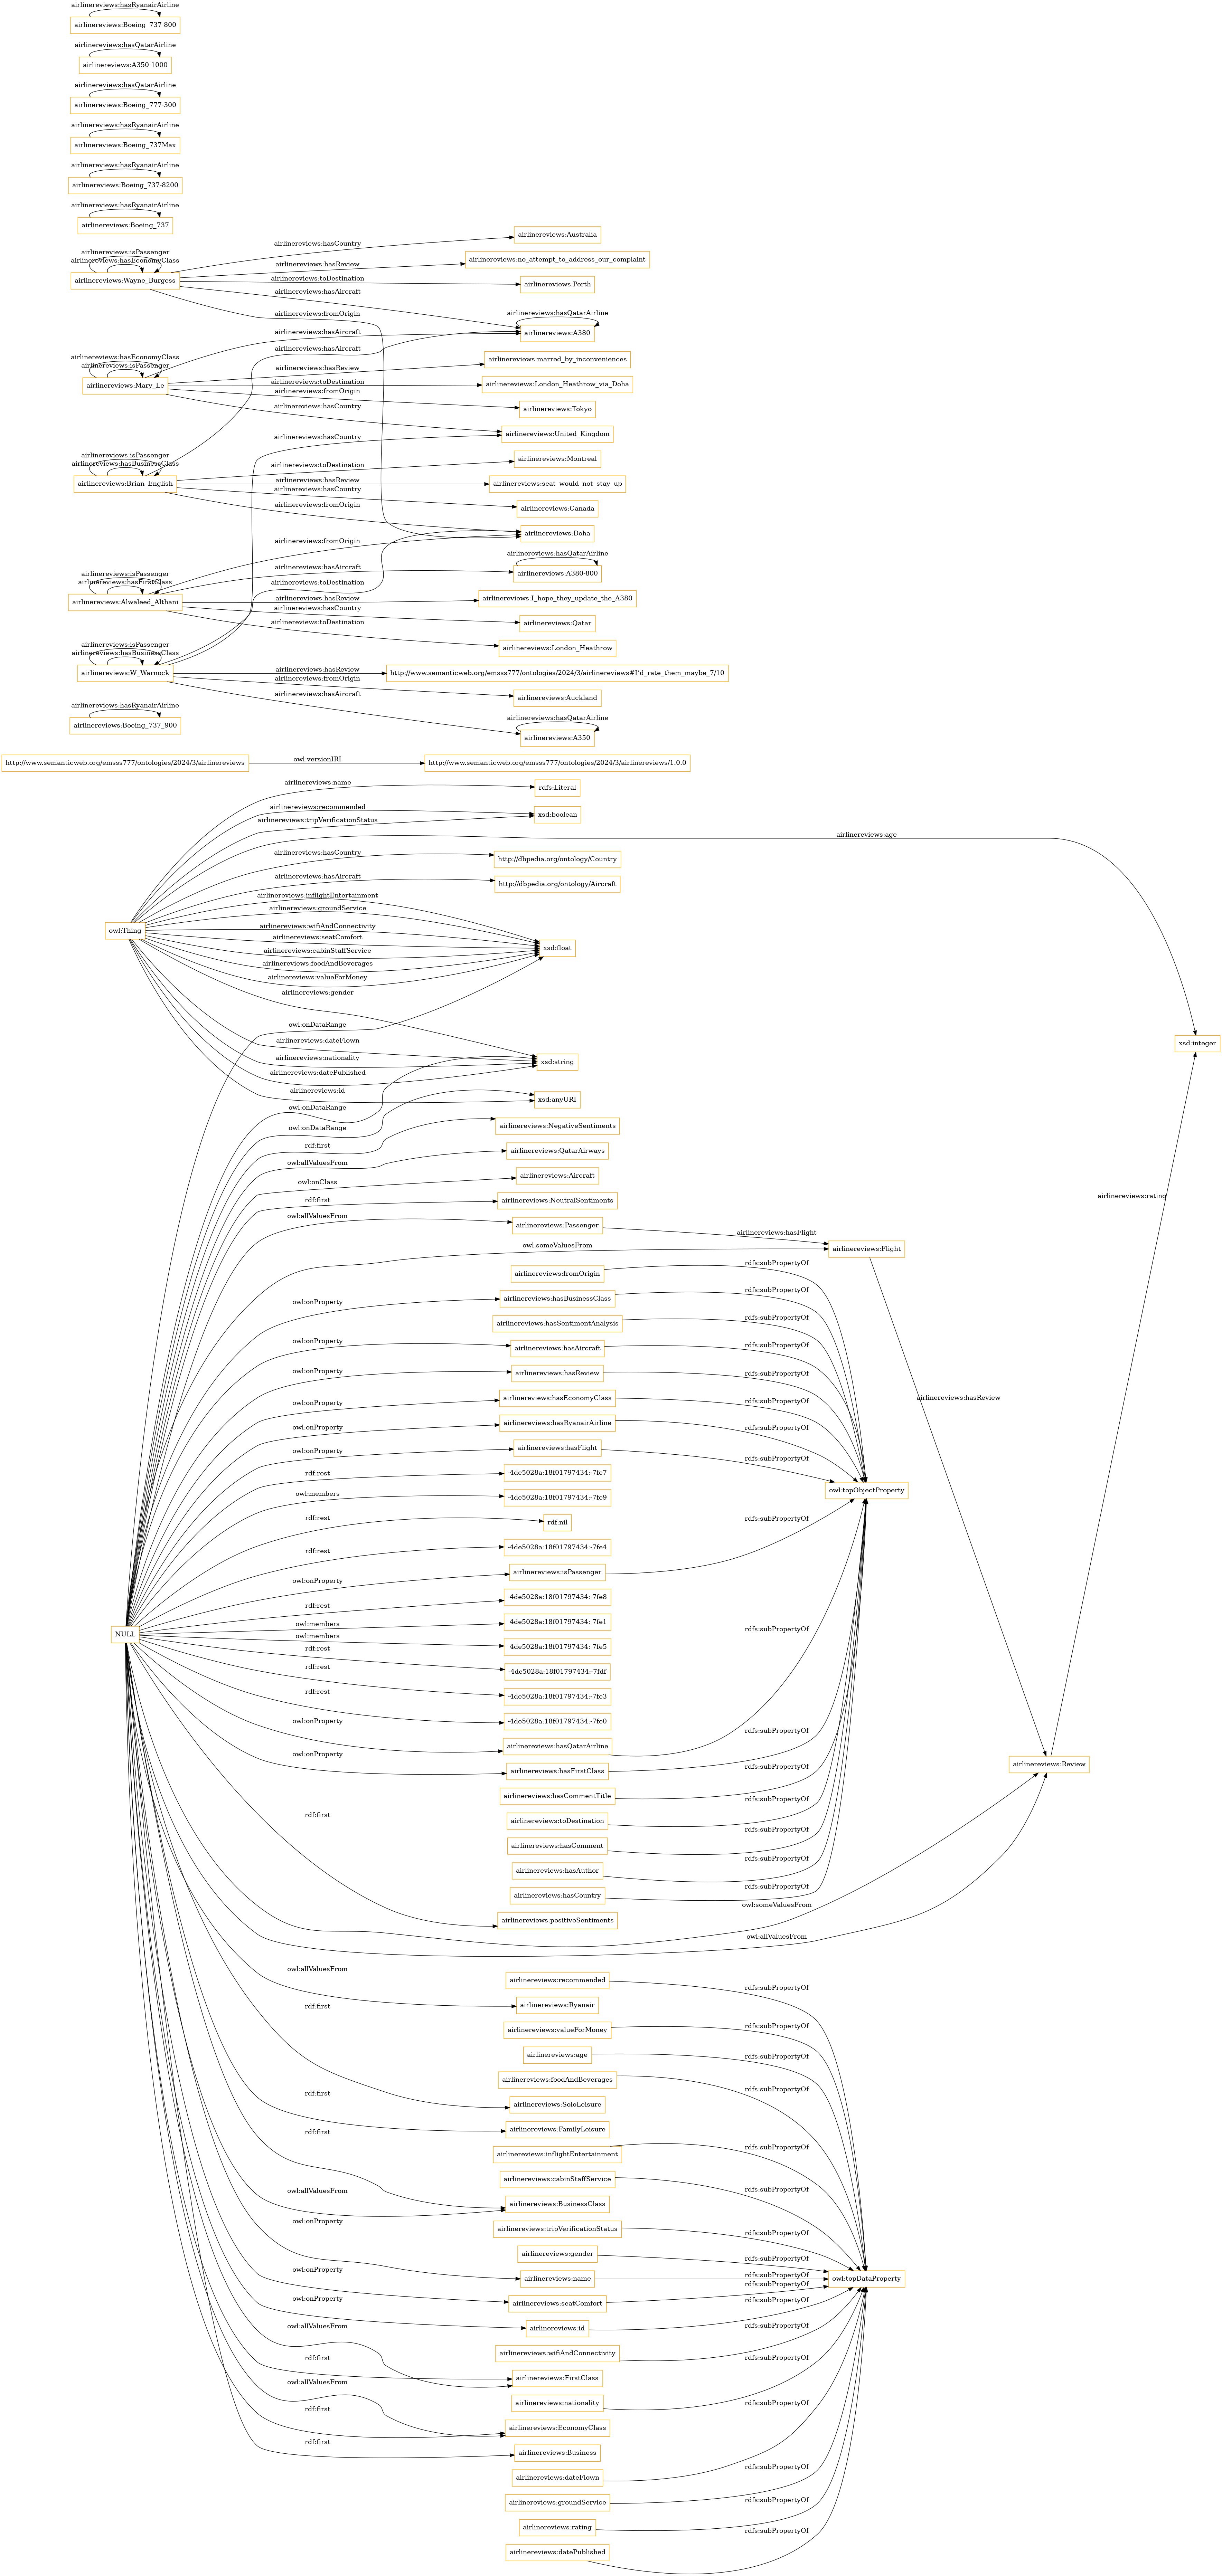 airlinereviews:hasRyanairAirline
airlinereviews:Boeing_737-800
airlinereviews:hasQatarAirline
airlinereviews:A350-1000
airlinereviews:hasQatarAirline
airlinereviews:Boeing_777-300
airlinereviews:hasRyanairAirline
airlinereviews:Boeing_737Max
airlinereviews:hasRyanairAirline
airlinereviews:Boeing_737-8200
airlinereviews:hasRyanairAirline
airlinereviews:Boeing_737
airlinereviews:Australia
airlinereviews:hasCountry
airlinereviews:isPassenger
airlinereviews:hasEconomyClass
airlinereviews:no_attempt_to_address_our_complaint
airlinereviews:hasReview
airlinereviews:Wayne_Burgess
airlinereviews:toDestination
airlinereviews:Perth
airlinereviews:hasAircraft
airlinereviews:fromOrigin
airlinereviews:hasQatarAirline
airlinereviews:hasAircraft
airlinereviews:A380
airlinereviews:hasAircraft
airlinereviews:hasEconomyClass
airlinereviews:marred_by_inconveniences
airlinereviews:isPassenger
airlinereviews:hasReview
airlinereviews:Mary_Le
airlinereviews:toDestination
airlinereviews:London_Heathrow_via_Doha
airlinereviews:fromOrigin
airlinereviews:hasCountry
airlinereviews:Tokyo
airlinereviews:hasCountry
airlinereviews:United_Kingdom
airlinereviews:isPassenger
airlinereviews:hasBusinessClass
airlinereviews:toDestination
airlinereviews:Montreal
airlinereviews:Brian_English
airlinereviews:hasReview
airlinereviews:seat_would_not_stay_up
airlinereviews:hasCountry
airlinereviews:fromOrigin
airlinereviews:Canada
airlinereviews:Doha
airlinereviews:fromOrigin
airlinereviews:hasQatarAirline
airlinereviews:hasAircraft
airlinereviews:A380-800
airlinereviews:isPassenger
airlinereviews:hasFirstClass
airlinereviews:toDestination
airlinereviews:Alwaleed_Althani
airlinereviews:hasReview
airlinereviews:I_hope_they_update_the_A380
airlinereviews:hasCountry
airlinereviews:toDestination
airlinereviews:Qatar
airlinereviews:London_Heathrow
airlinereviews:isPassenger
airlinereviews:hasBusinessClass
airlinereviews:W_Warnock
airlinereviews:hasReview
http://www.semanticweb.org/emsss777/ontologies/2024/3/airlinereviews#I'd_rate_them_maybe_7/10
airlinereviews:fromOrigin
airlinereviews:hasAircraft
airlinereviews:Auckland
airlinereviews:hasRyanairAirline
airlinereviews:Boeing_737_900
airlinereviews:hasQatarAirline
airlinereviews:A350
http://www.semanticweb.org/emsss777/ontologies/2024/3/airlinereviews
owl:versionIRI
http://www.semanticweb.org/emsss777/ontologies/2024/3/airlinereviews/1.0.0
airlinereviews:name
rdfs:Literal
airlinereviews:recommended
xsd:boolean
airlinereviews:tripVerificationStatus
airlinereviews:age
airlinereviews:hasCountry
http://dbpedia.org/ontology/Country
airlinereviews:hasAircraft
http://dbpedia.org/ontology/Aircraft
airlinereviews:inflightEntertainment
airlinereviews:groundService
owl:Thing
airlinereviews:wifiAndConnectivity
airlinereviews:seatComfort
xsd:float
airlinereviews:cabinStaffService
airlinereviews:foodAndBeverages
airlinereviews:valueForMoney
airlinereviews:gender
owl:onDataRange
airlinereviews:dateFlown
xsd:integer
airlinereviews:nationality
xsd:string
airlinereviews:datePublished
airlinereviews:id
xsd:anyURI
owl:onDataRange
owl:onDataRange
airlinereviews:NegativeSentiments
rdf:first
airlinereviews:QatarAirways
owl:allValuesFrom
airlinereviews:Aircraft
owl:onClass
airlinereviews:rating
rdf:first
airlinereviews:NeutralSentiments
owl:allValuesFrom
airlinereviews:Passenger
airlinereviews:hasFlight
owl:someValuesFrom
airlinereviews:Flight
rdfs:subPropertyOf
airlinereviews:fromOrigin
owl:onProperty
airlinereviews:hasBusinessClass
rdfs:subPropertyOf
airlinereviews:hasSentimentAnalysis
rdfs:subPropertyOf
owl:onProperty
airlinereviews:hasAircraft
rdfs:subPropertyOf
owl:onProperty
airlinereviews:hasReview
rdfs:subPropertyOf
airlinereviews:hasReview
owl:onProperty
airlinereviews:hasEconomyClass
rdfs:subPropertyOf
owl:onProperty
airlinereviews:hasRyanairAirline
rdfs:subPropertyOf
owl:onProperty
airlinereviews:hasFlight
rdfs:subPropertyOf
rdf:rest
-4de5028a:18f01797434:-7fe7
owl:topObjectProperty
owl:members
-4de5028a:18f01797434:-7fe9
rdf:rest
rdf:nil
rdfs:subPropertyOf
rdf:rest
-4de5028a:18f01797434:-7fe4
owl:onProperty
airlinereviews:isPassenger
rdf:rest
-4de5028a:18f01797434:-7fe8
owl:members
-4de5028a:18f01797434:-7fe1
NULL
owl:members
-4de5028a:18f01797434:-7fe5
rdfs:subPropertyOf
rdf:rest
-4de5028a:18f01797434:-7fdf
rdf:rest
-4de5028a:18f01797434:-7fe3
rdf:rest
-4de5028a:18f01797434:-7fe0
owl:onProperty
airlinereviews:hasQatarAirline
rdfs:subPropertyOf
owl:onProperty
airlinereviews:hasFirstClass
rdfs:subPropertyOf
airlinereviews:Review
airlinereviews:hasCommentTitle
rdfs:subPropertyOf
rdf:first
airlinereviews:toDestination
rdfs:subPropertyOf
airlinereviews:hasComment
rdfs:subPropertyOf
airlinereviews:hasAuthor
rdfs:subPropertyOf
airlinereviews:hasCountry
owl:someValuesFrom
airlinereviews:positiveSentiments
owl:allValuesFrom
owl:allValuesFrom
airlinereviews:recommended
rdfs:subPropertyOf
rdf:first
airlinereviews:Ryanair
rdfs:subPropertyOf
airlinereviews:valueForMoney
airlinereviews:age
rdfs:subPropertyOf
rdf:first
airlinereviews:foodAndBeverages
rdfs:subPropertyOf
airlinereviews:SoloLeisure
rdf:first
airlinereviews:FamilyLeisure
airlinereviews:inflightEntertainment
rdfs:subPropertyOf
owl:allValuesFrom
airlinereviews:cabinStaffService
rdfs:subPropertyOf
airlinereviews:BusinessClass
owl:onProperty
airlinereviews:tripVerificationStatus
rdfs:subPropertyOf
airlinereviews:gender
rdfs:subPropertyOf
owl:onProperty
airlinereviews:name
rdfs:subPropertyOf
owl:topDataProperty
owl:onProperty
airlinereviews:seatComfort
rdfs:subPropertyOf
rdfs:subPropertyOf
owl:allValuesFrom
airlinereviews:id
rdfs:subPropertyOf
airlinereviews:wifiAndConnectivity
rdf:first
airlinereviews:FirstClass
rdfs:subPropertyOf
owl:allValuesFrom
airlinereviews:nationality
rdfs:subPropertyOf
rdf:first
airlinereviews:EconomyClass
rdf:first
airlinereviews:Business
airlinereviews:dateFlown
rdfs:subPropertyOf
airlinereviews:groundService
rdfs:subPropertyOf
airlinereviews:rating
rdfs:subPropertyOf
airlinereviews:datePublished